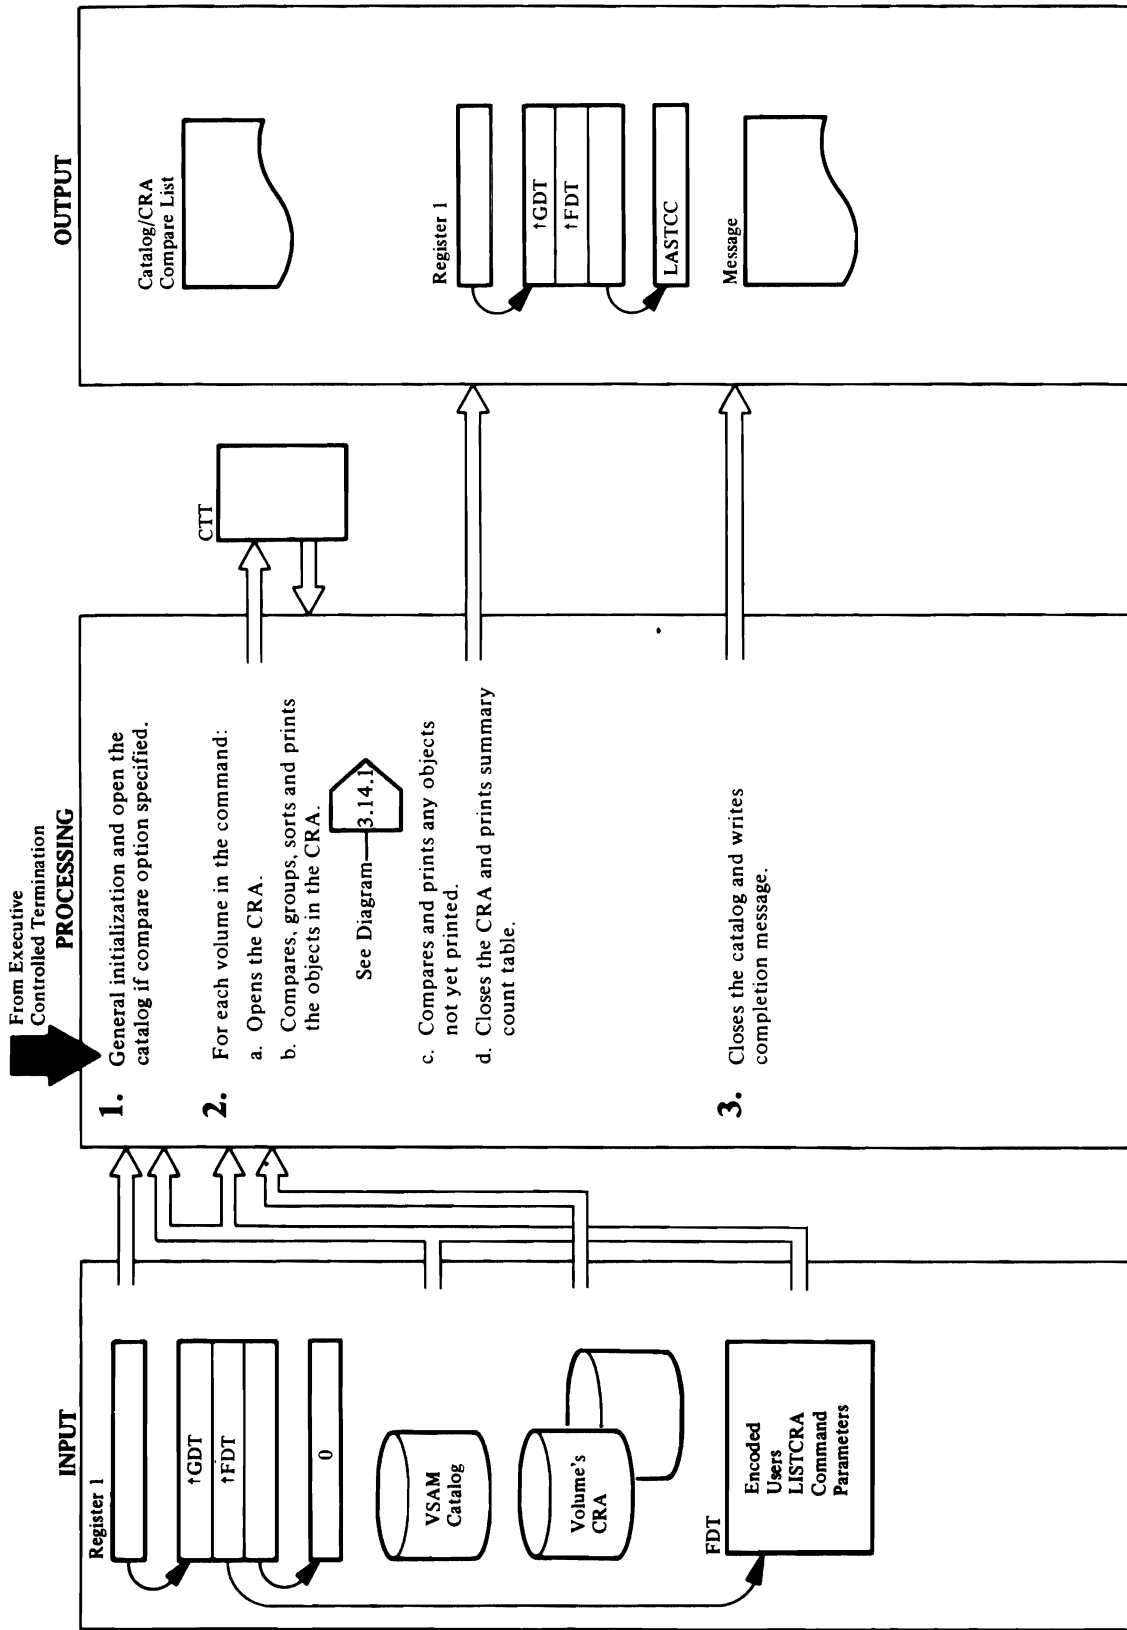 INPUT
Register 1
↑GDT
↑FDT
0
VSAM
Catalog
Volume's
CRA
FDT
Encoded
Users
LISTCRA
Command
Parameters
From Executive
Controlled Termination
PROCESSING
1. General initialization and open the
catalog if compare option specified.
2. For each volume in the command:
a. Opens the CRA.
b. Compares, groups, sorts and prints
the objects in the CRA.
See Diagram
3.14.1
c. Compares and prints any objects
not yet printed.
d. Closes the CRA and prints summary
count table.
3. Closes the catalog and writes
completion message.
CTT
OUTPUT
Catalog/CRA
Compare List
Register 1
↑GDT
↑FDT
LASTCC
Message